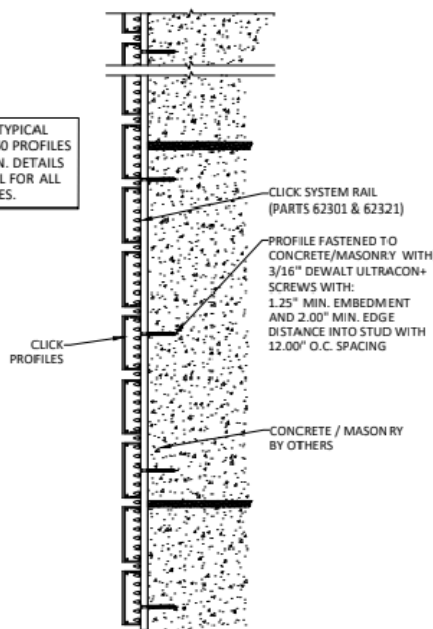 TYPICAL
0 PROFILES
N. DETAILS
L FOR ALL
ES.
CLICK SYSTEM RAIL
(PARTS 62301 & 62321)
PROFILE FASTENED TO
CONCRETE/MASONRY WITH
3/16" DEWALT ULTRACON+
SCREWS WITH:
1.25" MIN. EMBEDMENT
AND 2.00" MIN. EDGE
DISTANCE INTO STUD WITH
12.00" O.C. SPACING
CLICK
PROFILES
CONCRETE / MASONRY
BY OTHERS